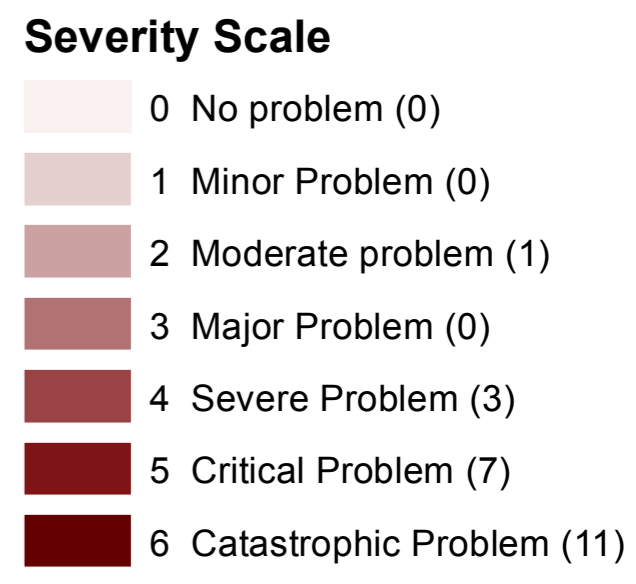 Severity Scale
0 No problem (0)
1 Minor Problem (0)
2 Moderate problem (1)
3 Major Problem (0)
4 Severe Problem (3)
5 Critical Problem (7)
6 Catastrophic Problem (11)